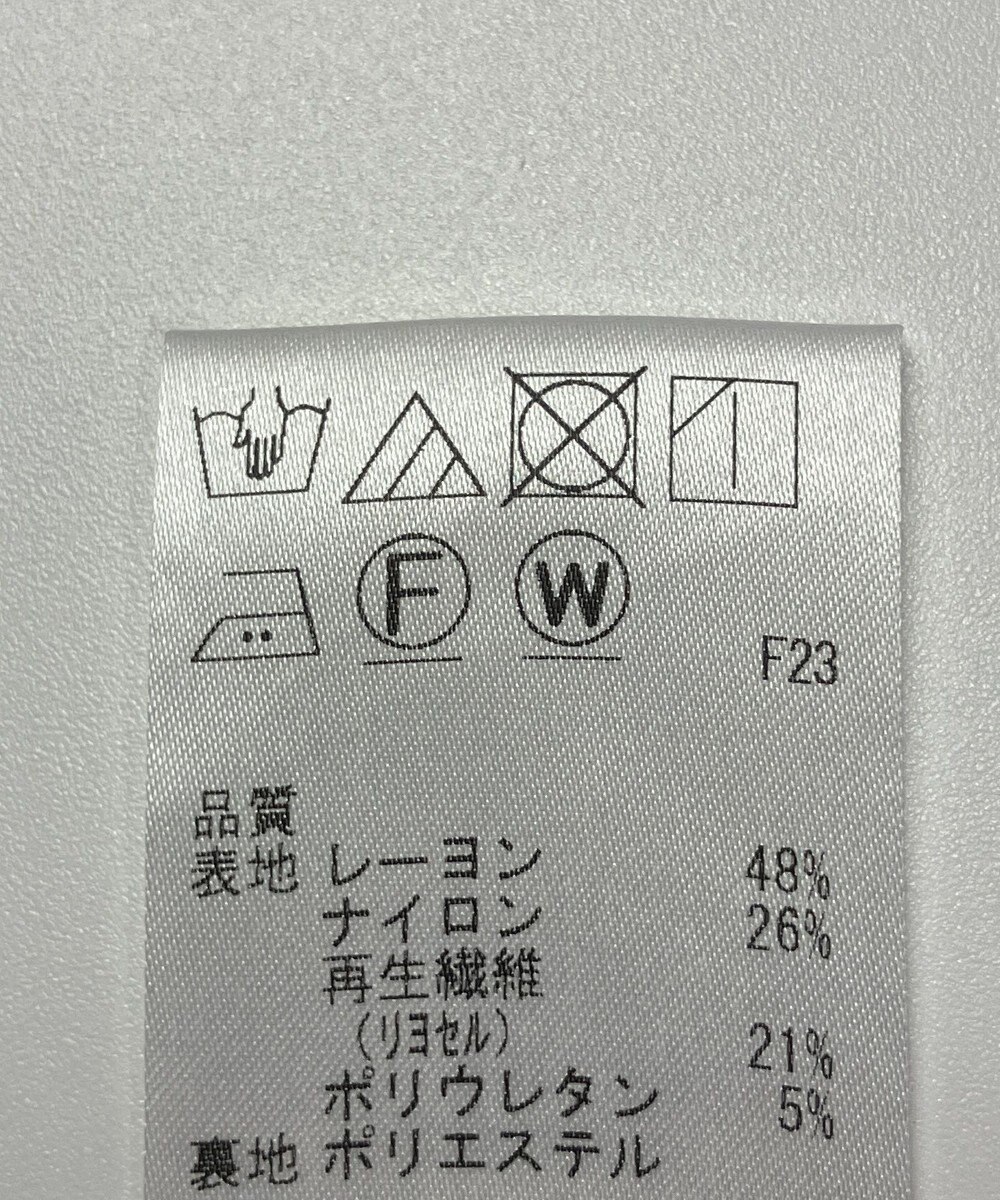 F W
F23
品質
表地 レーヨン 48%
ナイロン 26%
再生繊維
(リヨセル) 21%
ポリウレタン 5%
裏地 ポリエステル